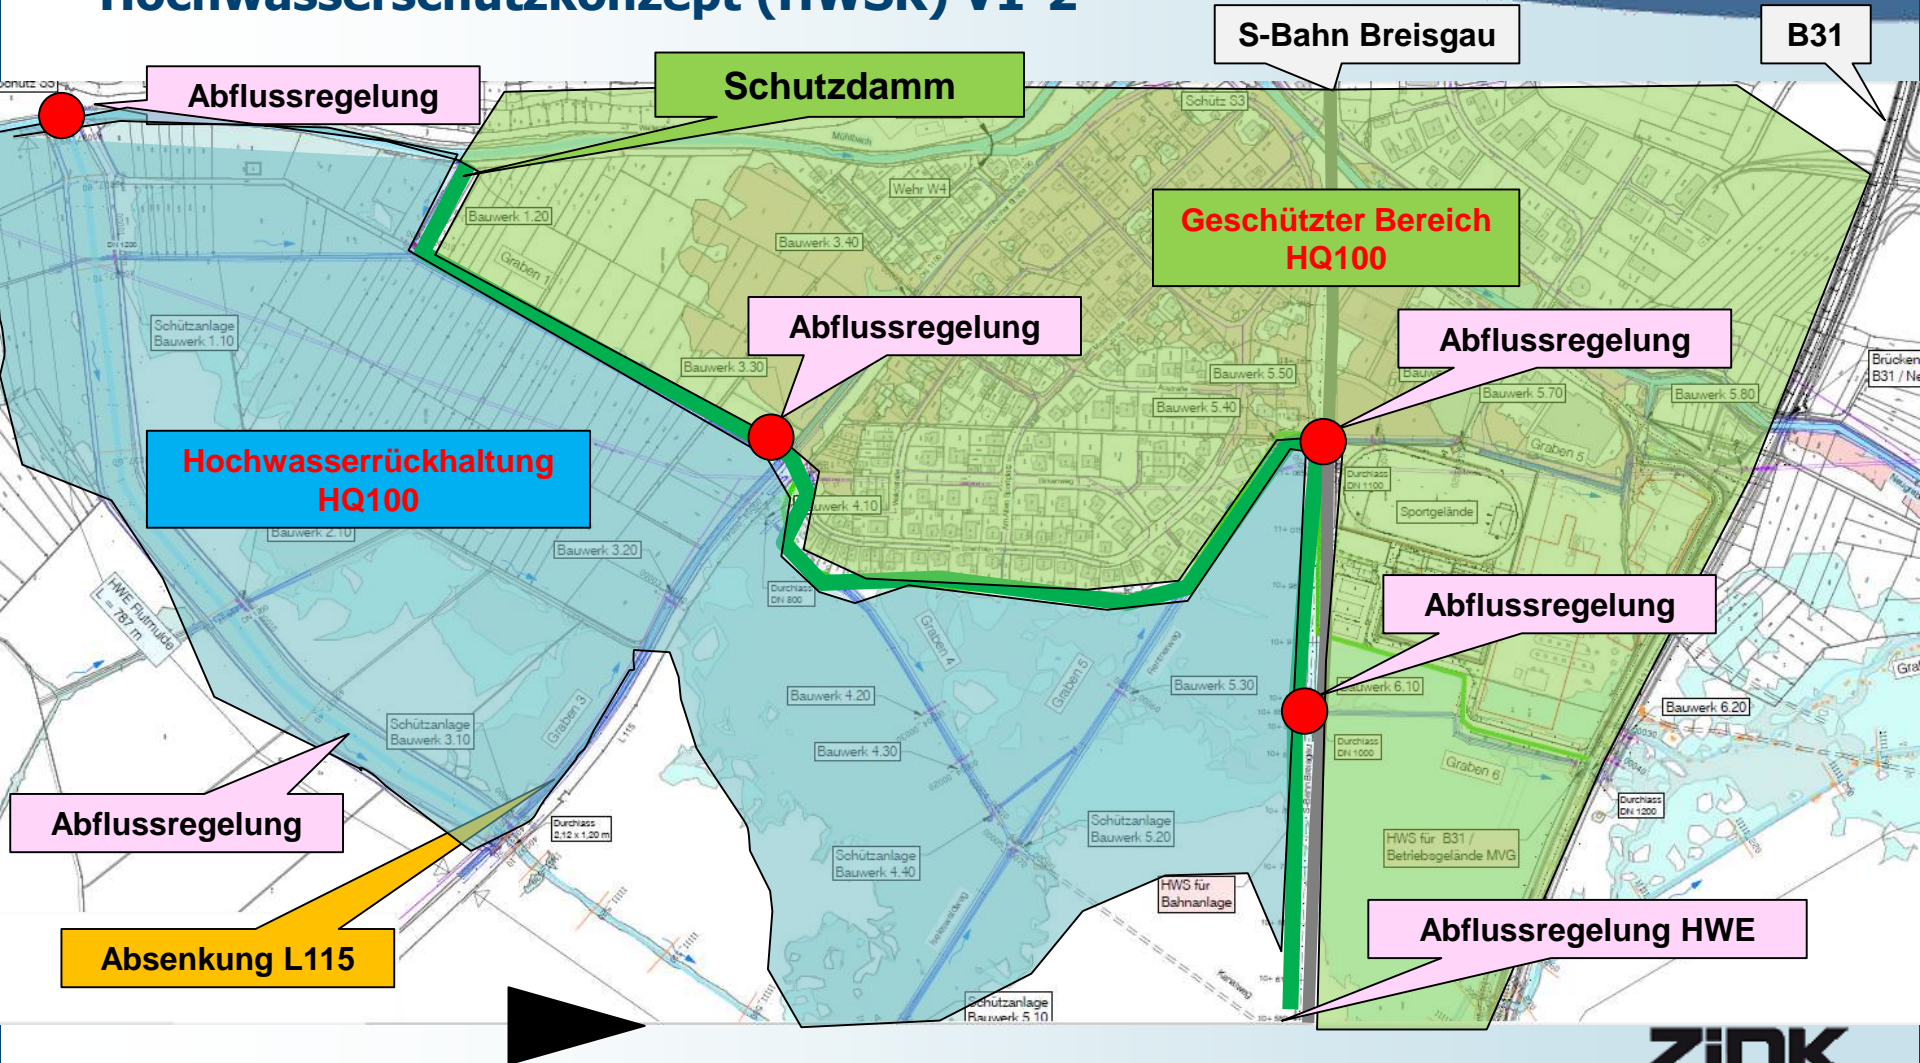 Hochwasserschutzkonzept (HWSK) V1-2
S-Bahn Breisgau
B31
Abflussregelung
Schutzdamm
Schütz S3
Mühlbach
Wehr W4
Bauwerk 1.20
Geschützter Bereich
HQ100
Bauwerk 3.40
Graben 1
DN 1200
Schützanlage
Bauwerk 1.10
Abflussregelung
Abflussregelung
Bauwerk 3.30
Bauwerk 5.50
Brücken
Bauwerk 5.70
Bauwerk 5.80
Bauwerk 5.40
Hochwasserrückhaltung
HQ100
Graben 5
Durchlass
DN 1100
Bauwerk 4.10
Sportgelände
Bauwerk 2.10
Bauwerk 3.20
HWE Flutmulde
L = 787 m
Durchlass
DN 800
Abflussregelung
Graben 4
Graben 5
Rentnerweg
Bauwerk 4.20
Bauwerk 5.30
Bauwerk 6.10
Bauwerk 6.20
Graben 3
L 115
Schützanlage
Bauwerk 3.10
Bauwerk 4.30
Durchlass
DN 1000
Graben 6
Abflussregelung
Durchlass
2,12 x 1,20 m
Schützanlage
Bauwerk 5.20
Durchlass
DN 1200
Schützanlage
Bauwerk 4.40
HWS für B31 /
Betriebsgelände MVG
HWS für
Bahnanlage
Abflussregelung HWE
Absenkung L115
Kanalweg
Schützanlage
Bauwerk 5.10
ZiNK